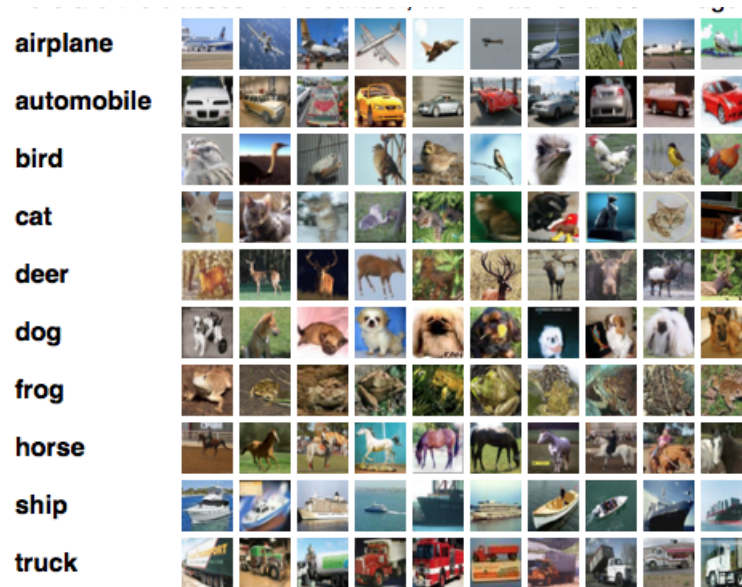 airplane
automobile
bird
cat
deer
dog
frog
horse
ship
truck